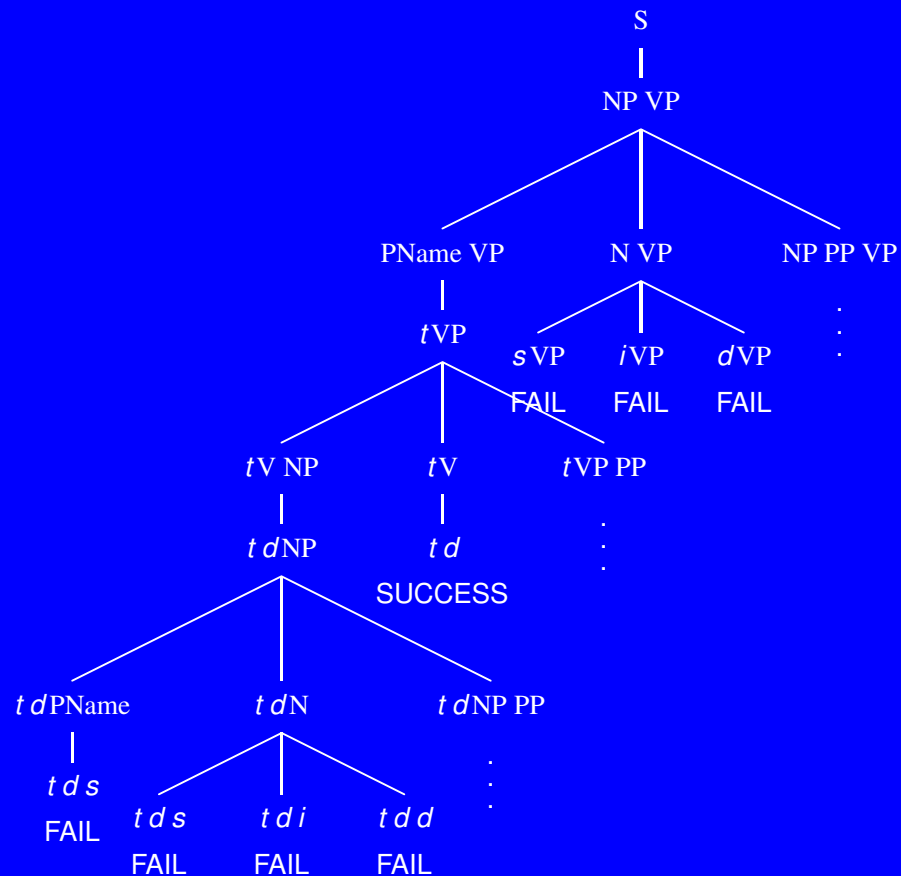 S
NP VP
PName VP N VP NP PP VP
t VP
s VP i VP d VP
FAIL FAIL FAIL
t V NP t V t VP PP
t d NP t d
SUCCESS
t d PName t d N t d NP PP
t d s
t d s t d i t d d
FAIL
FAIL FAIL FAIL